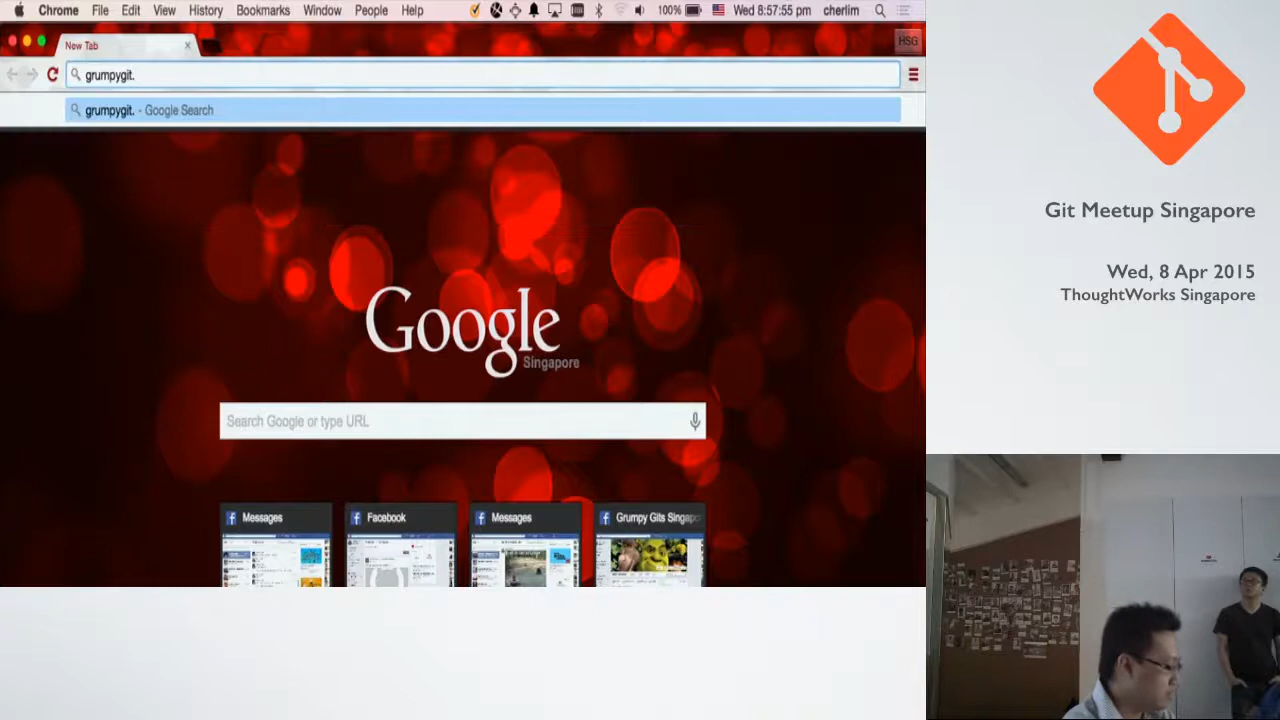 Chrome File Edit View History Bookmarks Window People Help 100% Wed 8:57:55 pm cherlim
New Tab
HSG
grumpygit.
grumpygit. - Google Search
Google
Singapore
Search Google or type URL
Messages Facebook Messages Grumpy Gits Singapo
Git Meetup Singapore
Wed, 8 Apr 2015
ThoughtWorks Singapore